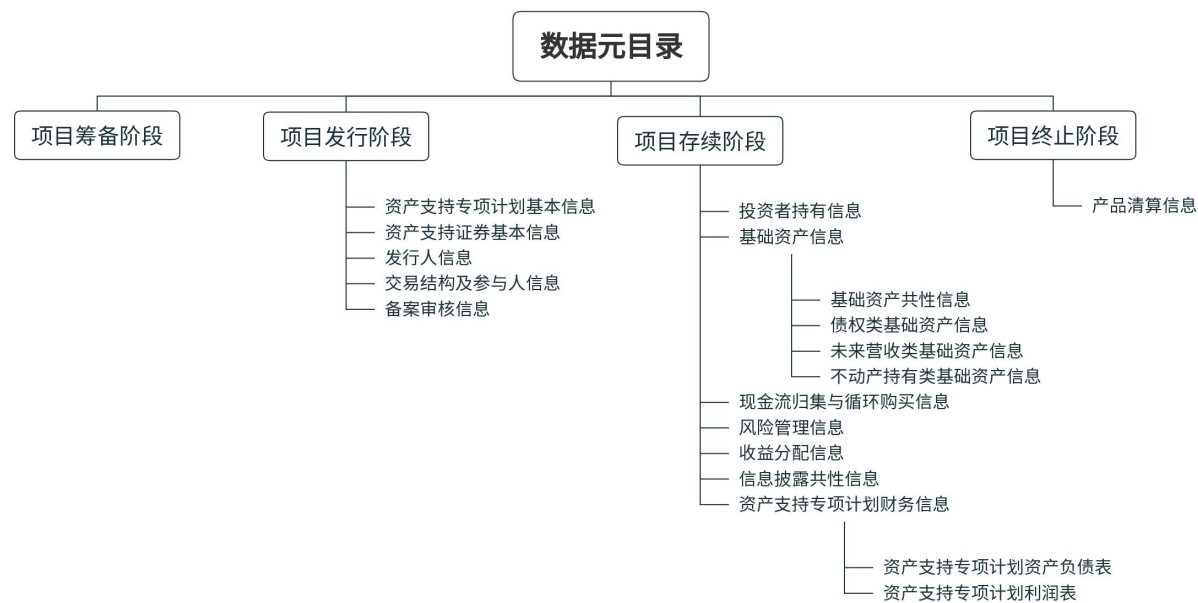 数据元目录
项目筹备阶段
项目发行阶段
资产支持专项计划基本信息
资产支持证券基本信息
发行人信息
交易结构及参与人信息
备案审核信息
项目存续阶段
投资者持有信息
基础资产信息
基础资产共性信息
债权类基础资产信息
未来营收类基础资产信息
不动产持有类基础资产信息
现金流归集与循环购买信息
风险管理信息
收益分配信息
信息披露共性信息
资产支持专项计划财务信息
资产支持专项计划资产负债表
资产支持专项计划利润表
项目终止阶段
产品清算信息